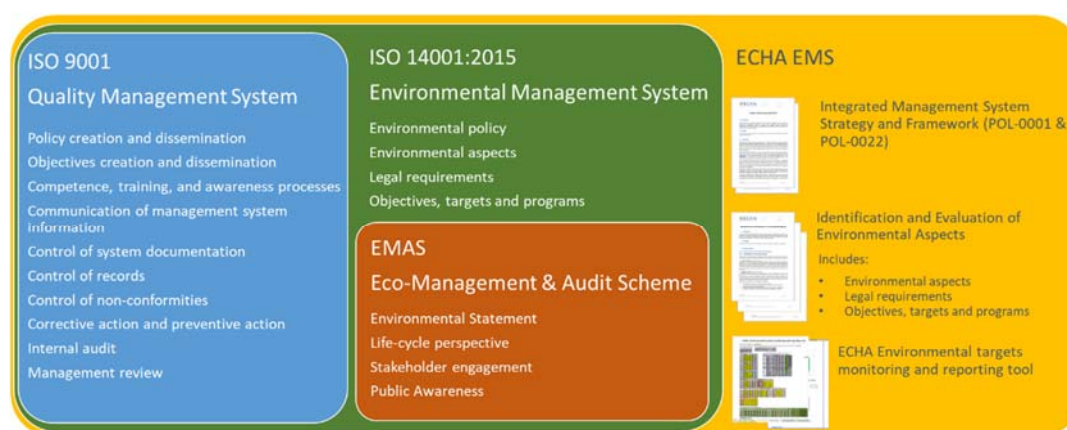 ISO 9001
Quality Management System
Policy creation and dissemination
Objectives creation and dissemination
Competence, training, and awareness processes
Communication of management system
information
Control of system documentation
Control of records
Control of non-conformities
Corrective action and preventive action
Internal audit
Management review
ISO 14001:2015
Environmental Management System
Environmental policy
Environmental aspects
Legal requirements
Objectives, targets and programs
EMAS
Eco-Management & Audit Scheme
Environmental Statement
Life-cycle perspective
Stakeholder engagement
Public Awareness
ECHA EMS
Integrated Management System
Strategy and Framework (POL-0001 &
POL-0022)
Identification and Evaluation of
Environmental Aspects
Includes:
• Environmental aspects
• Legal requirements
• Objectives, targets and programs
ECHA Environmental targets
monitoring and reporting tool